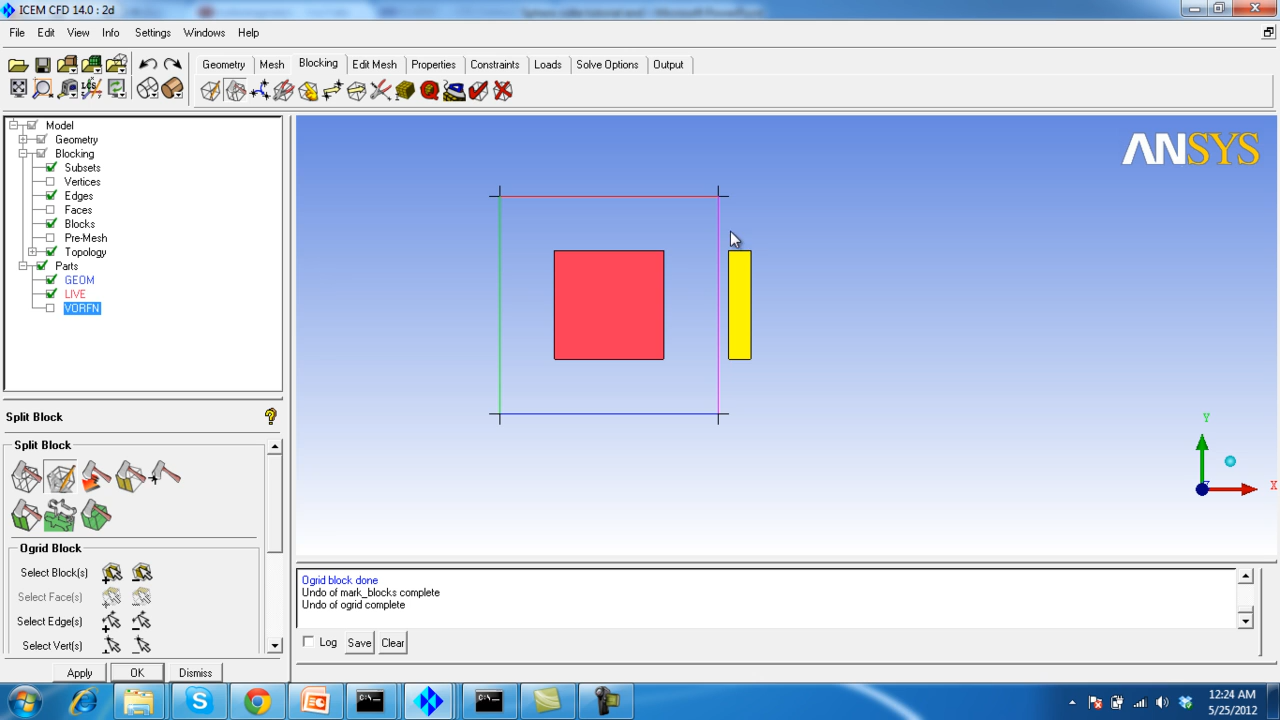 ICEM CFD 14.0 : 2d
File Edit View Info Settings Windows Help
Geometry Mesh Blocking Edit Mesh Properties Constraints Loads Solve Options Output
LCS
Model
Geometry
Blocking
Subsets
Vertices
Edges
Faces
Blocks
Pre-Mesh
Topology
Parts
GEOM
LIVE
VORFN
ANSYS
Y
X
Split Block
Split Block
Ogrid Block
Select Block(s)
Select Face(s)
Select Edge(s)
Select Vert(s)
Apply OK Dismiss
Ogrid block done
Undo of mark_blocks complete
Undo of ogrid complete
Log Save Clear
12:24 AM
5/25/2012